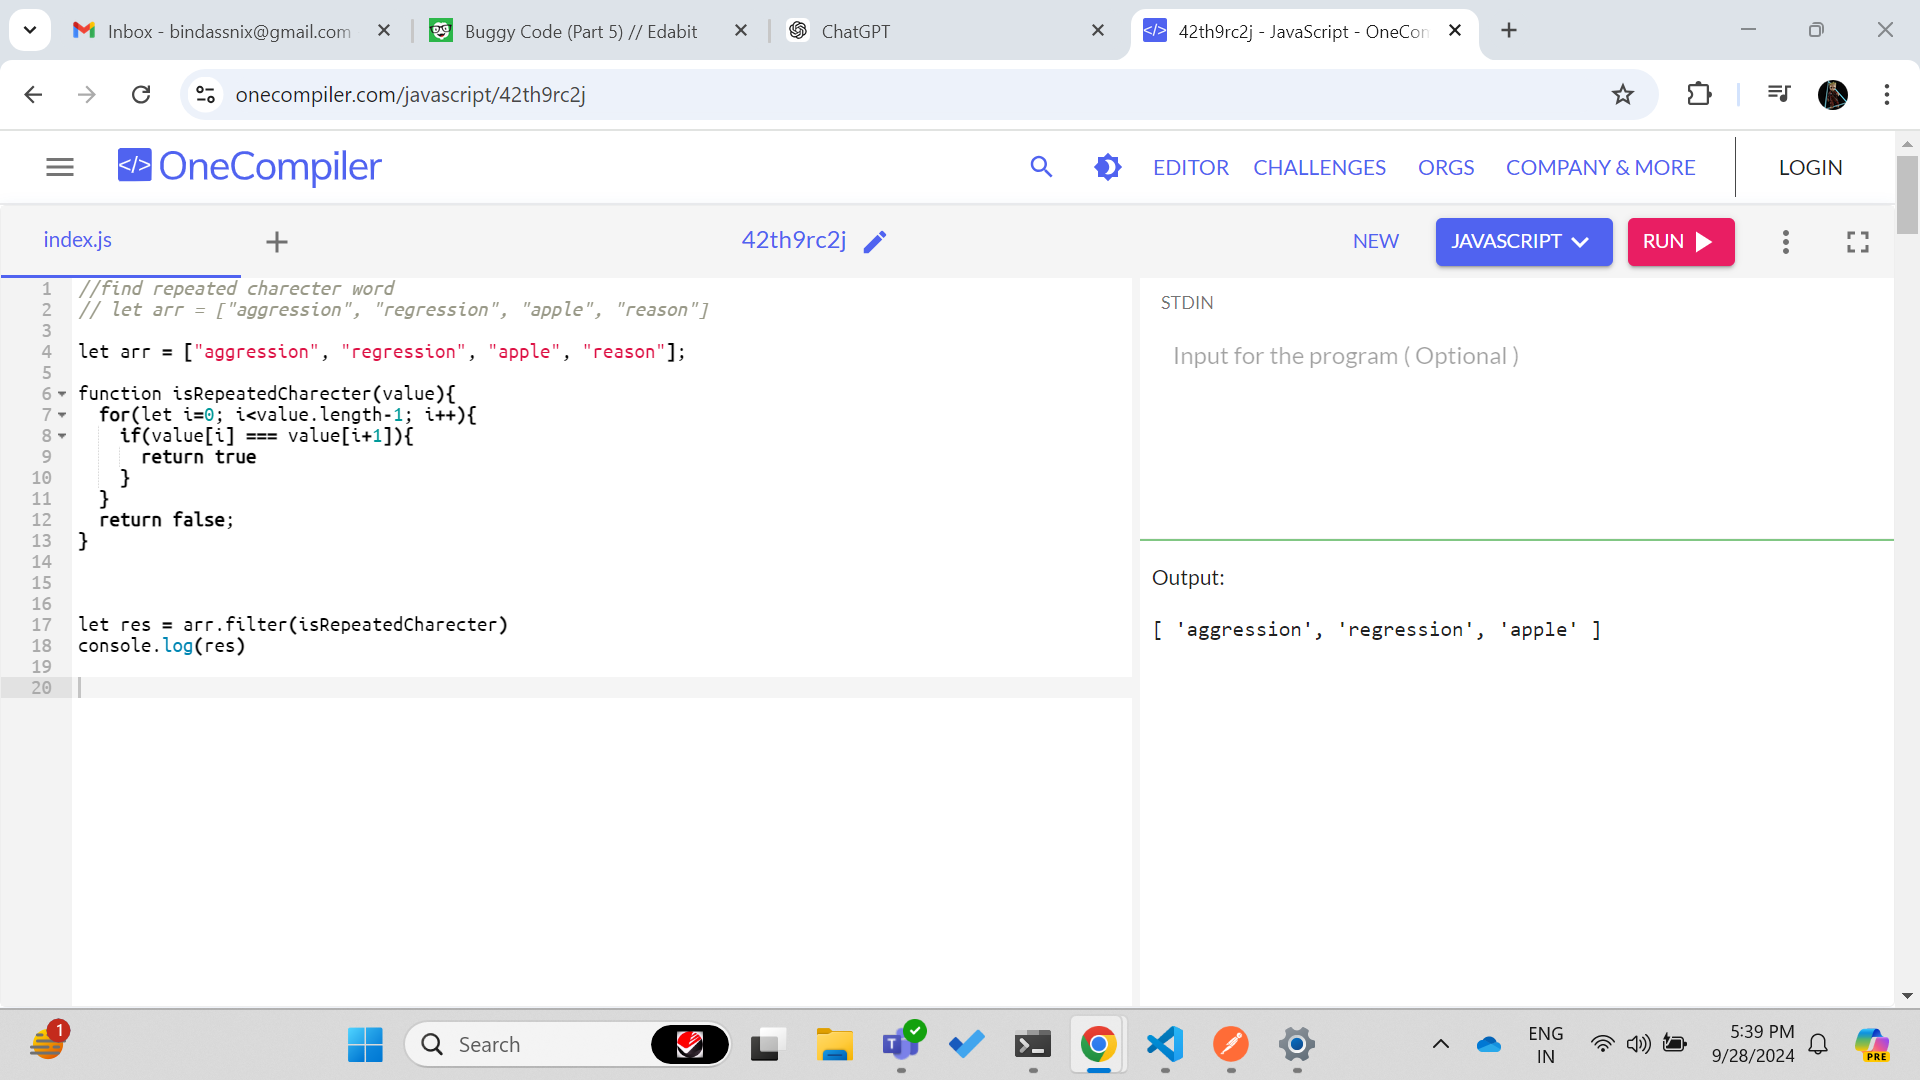 Inbox - bindassnix@gmail.com
Buggy Code (Part 5) // Edabit
ChatGPT
42th9rc2j - JavaScript - OneCon
onecompiler.com/javascript/42th9rc2j
</> OneCompiler
EDITOR CHALLENGES ORGS COMPANY & MORE LOGIN
index.js
42th9rc2j
NEW JAVASCRIPT RUN
1 //find repeated charecter word
2 // let arr = ["aggression", "regression", "apple", "reason"]
3
4 let arr = ["aggression", "regression", "apple", "reason"];
5
6 function isRepeatedCharecter(value){
7 for(let i=0; i<value.length-1; i++){
8 if(value[i] === value[i+1]){
9 return true
10 }
11 }
12 return false;
13 }
14
15
16
17 let res = arr.filter(isRepeatedCharecter)
18 console.log(res)
19
20
STDIN
Input for the program ( Optional )
Output:
[ 'aggression', 'regression', 'apple' ]
1
Search
ENG
IN
5:39 PM
9/28/2024
PRE